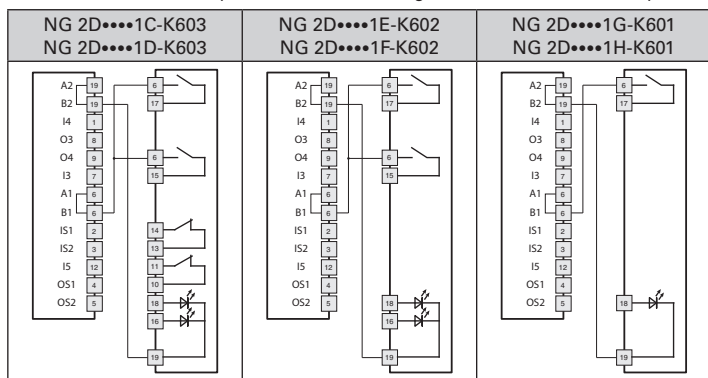 NG 2D••••1C-K603
NG 2D••••1D-K603
NG 2D••••1E-K602
NG 2D••••1F-K602
NG 2D••••1G-K601
NG 2D••••1H-K601
A2 19
B2 19
I4 1
O3 8
O4 9
I3 7
A1 6
B1 6
IS1 2
IS2 3
I5 12
OS1 4
OS2 5
6
17
6
15
14
13
11
10
18
16
19
A2 19
B2 19
I4 1
O3 8
O4 9
I3 7
A1 6
B1 6
IS1 2
IS2 3
I5 12
OS1 4
OS2 5
6
17
6
15
18
16
19
A2 19
B2 19
I4 1
O3 8
O4 9
I3 7
A1 6
B1 6
IS1 2
IS2 3
I5 12
OS1 4
OS2 5
6
17
18
19